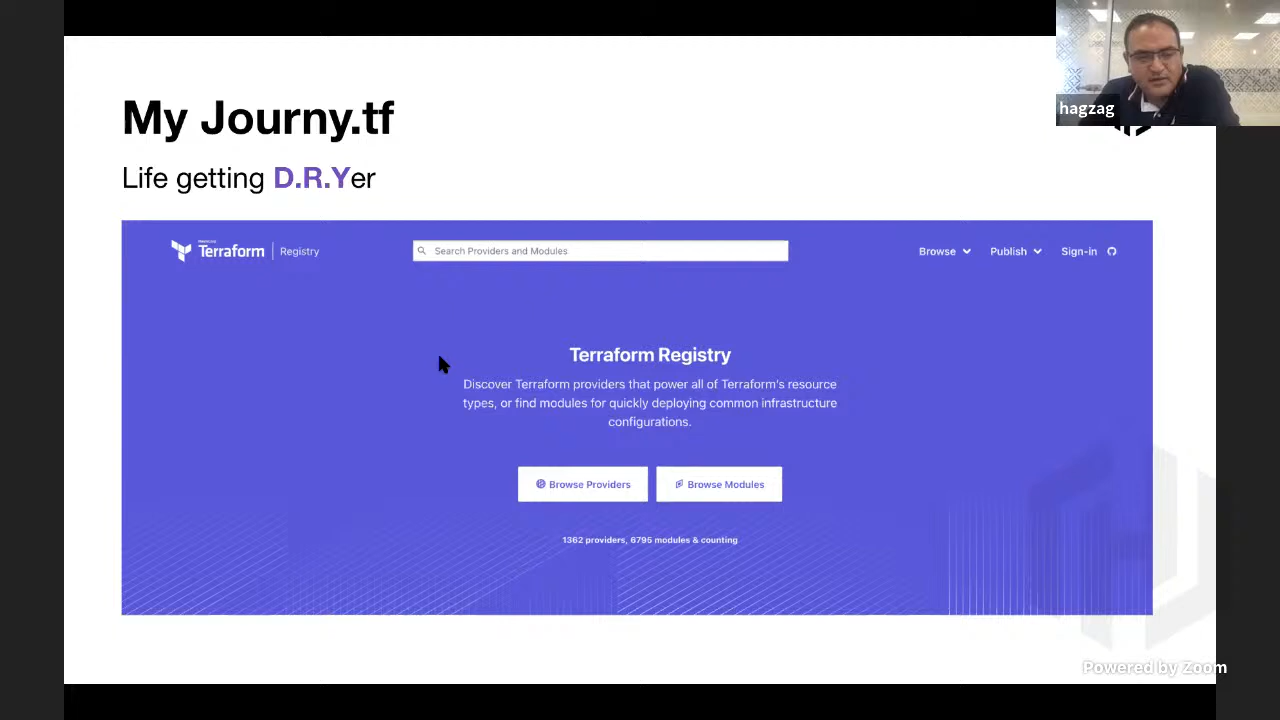 My Journy.tf
hagzag
Life getting D.R.Yer
Terraform | Registry
Search Providers and Modules
Browse
Publish
Sign-in
Terraform Registry
Discover Terraform providers that power all of Terraform's resource
types, or find modules for quickly deploying common infrastructure
configurations.
Browse Providers
Browse Modules
1362 providers, 6795 modules & counting
Powered by Zoom